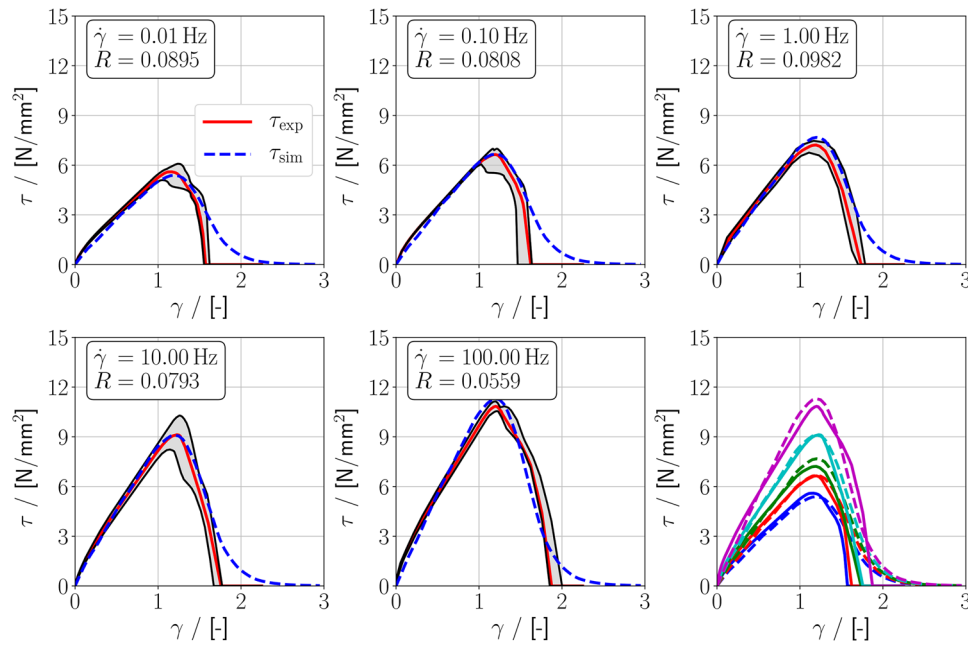 15
12
9
6
3
0
0 1 2 3
τ / [N/mm²]
γ / [-]
γ̇ = 0.01 Hz
R = 0.0895
τexp
τsim
15
12
9
6
3
0
0 1 2 3
τ / [N/mm²]
γ / [-]
γ̇ = 0.10 Hz
R = 0.0808
15
12
9
6
3
0
0 1 2 3
τ / [N/mm²]
γ / [-]
γ̇ = 1.00 Hz
R = 0.0982
15
12
9
6
3
0
0 1 2 3
τ / [N/mm²]
γ / [-]
γ̇ = 10.00 Hz
R = 0.0793
15
12
9
6
3
0
0 1 2 3
τ / [N/mm²]
γ / [-]
γ̇ = 100.00 Hz
R = 0.0559
15
12
9
6
3
0
0 1 2 3
τ / [N/mm²]
γ / [-]